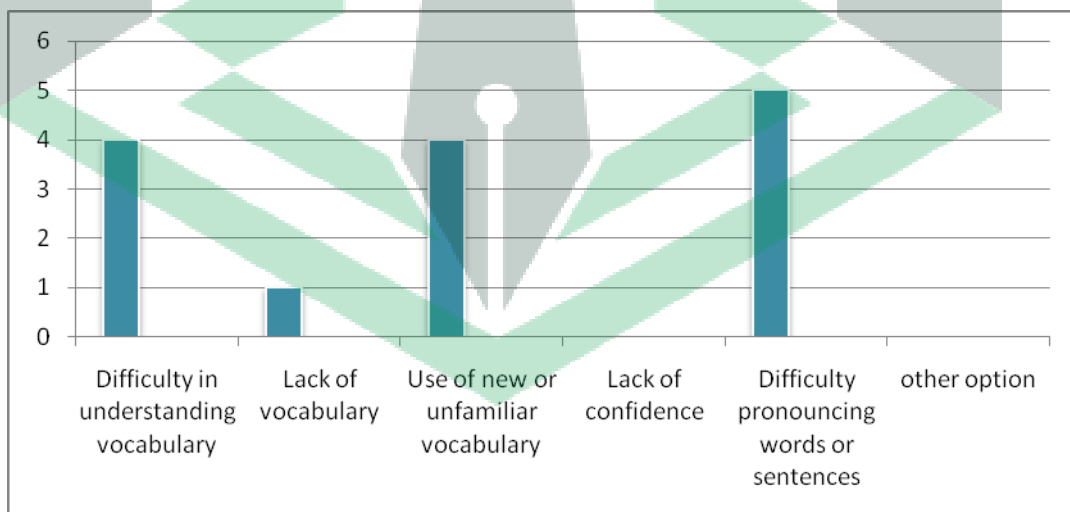 6
5
4
3
2
1
0
Difficulty in understanding vocabulary
Lack of vocabulary
Use of new or unfamiliar vocabulary
Lack of confidence
Difficulty pronouncing words or sentences
other option